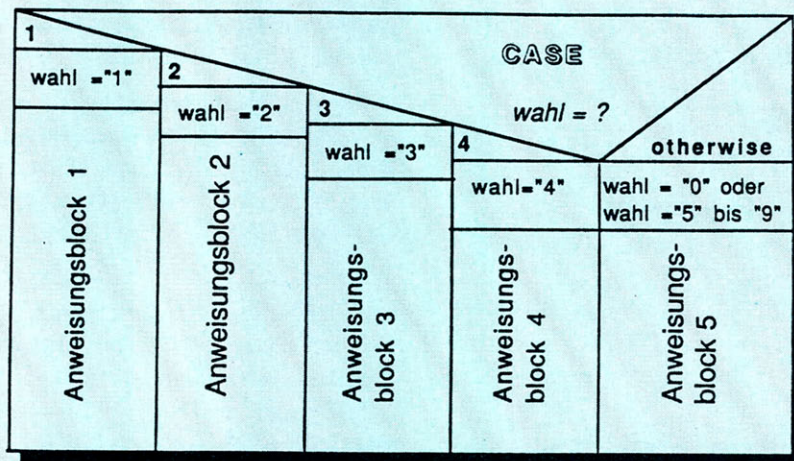 1
CASE
wahl ="1"
2
wahl = ?
wahl ="2"
3
wahl ="3"
4
otherwise
wahl="4"
wahl = "0" oder
wahl ="5" bis "9"
Anweisungsblock 1
Anweisungsblock 2
Anweisungs-
block 3
Anweisungs-
block 4
Anweisungs-
block 5